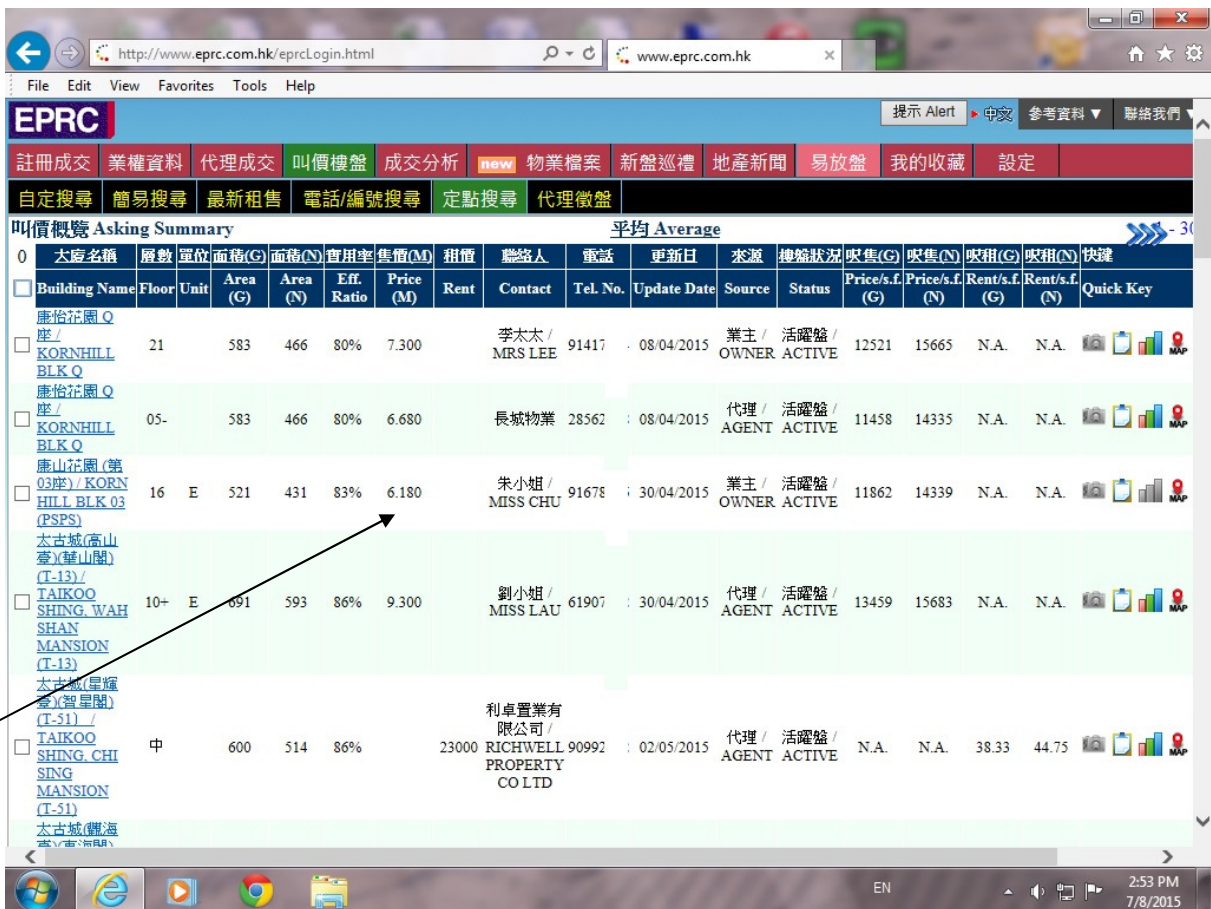 http://www.eprc.com.hk/eprcLogin.html
www.eprc.com.hk
File Edit View Favorites Tools Help
EPRC 提示 Alert 中文 參考資料 ▼ 聯絡我們
註冊成交 業權資料 代理成交 叫價樓盤 成交分析 new 物業檔案 新盤巡禮 地產新聞 易放盤 我的收藏 設定
自定搜尋 簡易搜尋 最新租售 電話/編號搜尋 定點搜尋 代理徵盤
叫價概覽 Asking Summary 平均 Average - 30
0 大廈名稱 層數 單位 面積(G) 面積(N) 實用率 售價(M) 租價 聯絡人 電話 更新日 來源 樓盤狀況 呎售(G) 呎售(N) 呎租(G) 呎租(N) 快鍵
Building Name Floor Unit Area (G) Area (N) Eff. Ratio Price (M) Rent Contact Tel. No. Update Date Source Status Price/s.f. (G) Price/s.f. (N) Rent/s.f. (G) Rent/s.f. (N) Quick Key
康怡花園 Q
座 /
KORNHILL
BLK Q
21 583 466 80% 7.300 李太太 / MRS LEE 91417 08/04/2015 業主 / OWNER 活躍盤 / ACTIVE 12521 15665 N.A. N.A. MAP
康怡花園 Q
座 /
KORNHILL
BLK Q
05- 583 466 80% 6.680 長城物業 28562 08/04/2015 代理 / AGENT 活躍盤 / ACTIVE 11458 14335 N.A. N.A. MAP
康山花園 (第
03座) / KORN
HILL BLK 03
(PSPS)
16 E 521 431 83% 6.180 朱小姐 / MISS CHU 91678 30/04/2015 業主 / OWNER 活躍盤 / ACTIVE 11862 14339 N.A. N.A. MAP
太古城(高山
臺)(華山閣)
(T-13) /
TAIKOO
SHING, WAH
SHAN
MANSION
(T-13)
10+ E 691 593 86% 9.300 劉小姐 / MISS LAU 61907 30/04/2015 代理 / AGENT 活躍盤 / ACTIVE 13459 15683 N.A. N.A. MAP
太古城(星輝
臺)(智星閣)
(T-51) /
TAIKOO
SHING, CHI
SING
MANSION
(T-51)
中 600 514 86% 23000 利卓置業有限公司 / RICHWELL PROPERTY CO LTD 90992 02/05/2015 代理 / AGENT 活躍盤 / ACTIVE N.A. N.A. 38.33 44.75 MAP
太古城(觀海
EN
2:53 PM
7/8/2015